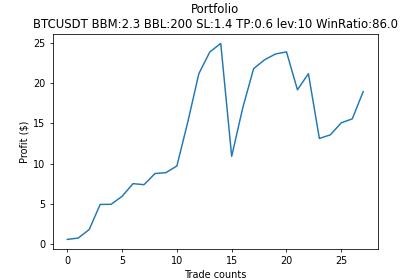 Portfolio
BTCUSDT BBM:2.3 BBL:200 SL:1.4 TP:0.6 lev:10 WinRatio:86.0
25
20
15
10
5
0
Profit ($)
0 5 10 15 20 25
Trade counts